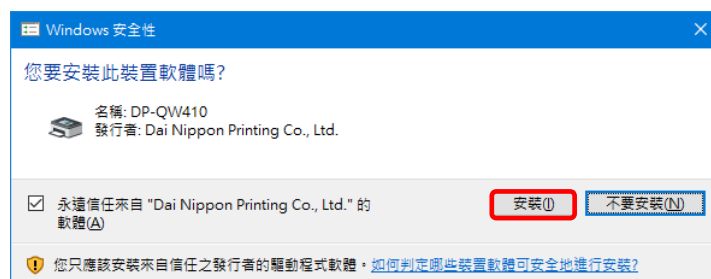 Windows 安全性
您要安裝此裝置軟體嗎?
名稱: DP-QW410
發行者: Dai Nippon Printing Co., Ltd.
永遠信任來自 "Dai Nippon Printing Co., Ltd." 的
軟體(A)
安裝(I)
不要安裝(N)
您只應該安裝來自信任之發行者的驅動程式軟體。如何判定哪些裝置軟體可安全地進行安裝?